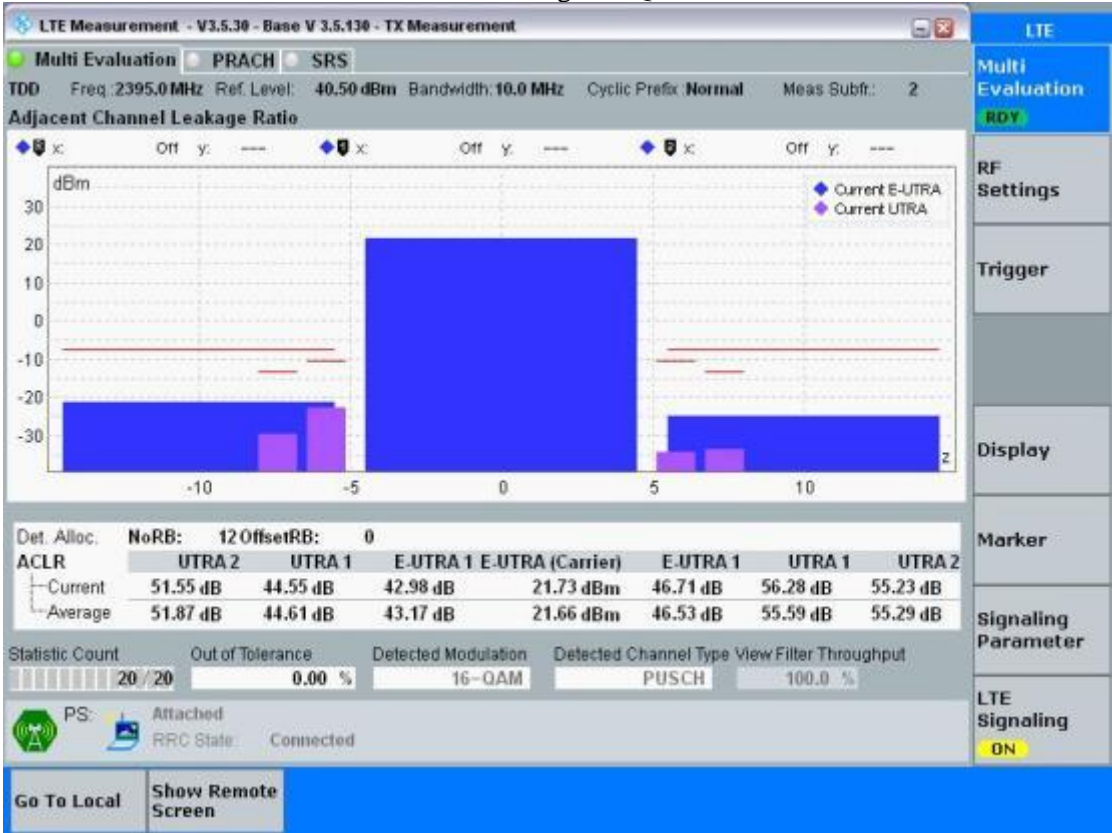 LTE Measurement - V3.5.30 - Base V 3.5.130 - TX Measurement
LTE
Multi Evaluation PRACH SRS
Multi
Evaluation
RDY
TDD Freq.:2395.0 MHz Ref. Level: 40.50 dBm Bandwidth: 10.0 MHz Cyclic Prefix: Normal Meas Subfr.: 2
Adjacent Channel Leakage Ratio
x: Off y: --- x: Off y: --- x: Off y: ---
dBm
Current E-UTRA
Current UTRA
30
20
10
0
-10
-20
-30
z
-10 -5 0 5 10
RF
Settings
Trigger
Display
Marker
Signaling
Parameter
LTE
Signaling
ON
Det. Alloc. NoRB: 12 OffsetRB: 0
ACLR UTRA 2 UTRA 1 E-UTRA 1 E-UTRA (Carrier) E-UTRA 1 UTRA 1 UTRA 2
Current 51.55 dB 44.55 dB 42.98 dB 21.73 dBm 46.71 dB 56.28 dB 55.23 dB
Average 51.87 dB 44.61 dB 43.17 dB 21.66 dBm 46.53 dB 55.59 dB 55.29 dB
Statistic Count Out of Tolerance Detected Modulation Detected Channel Type View Filter Throughput
20 / 20 0.00 % 16-QAM PUSCH 100.0 %
PS: Attached
RRC State: Connected
Go To Local Show Remote
Screen